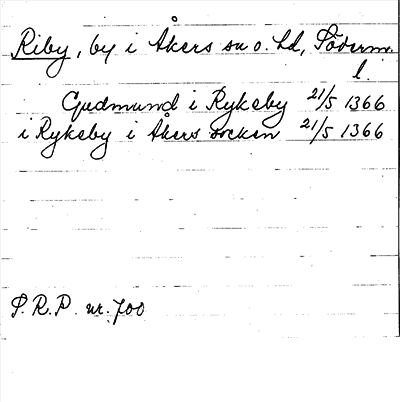 Riby, by i Åkers sn o. hd, Söderm.
l.
Gudmund i Rykeby 21/5 1366
i Rykeby i Åkers socken 21/5 1366
S.R.P. nr. 700